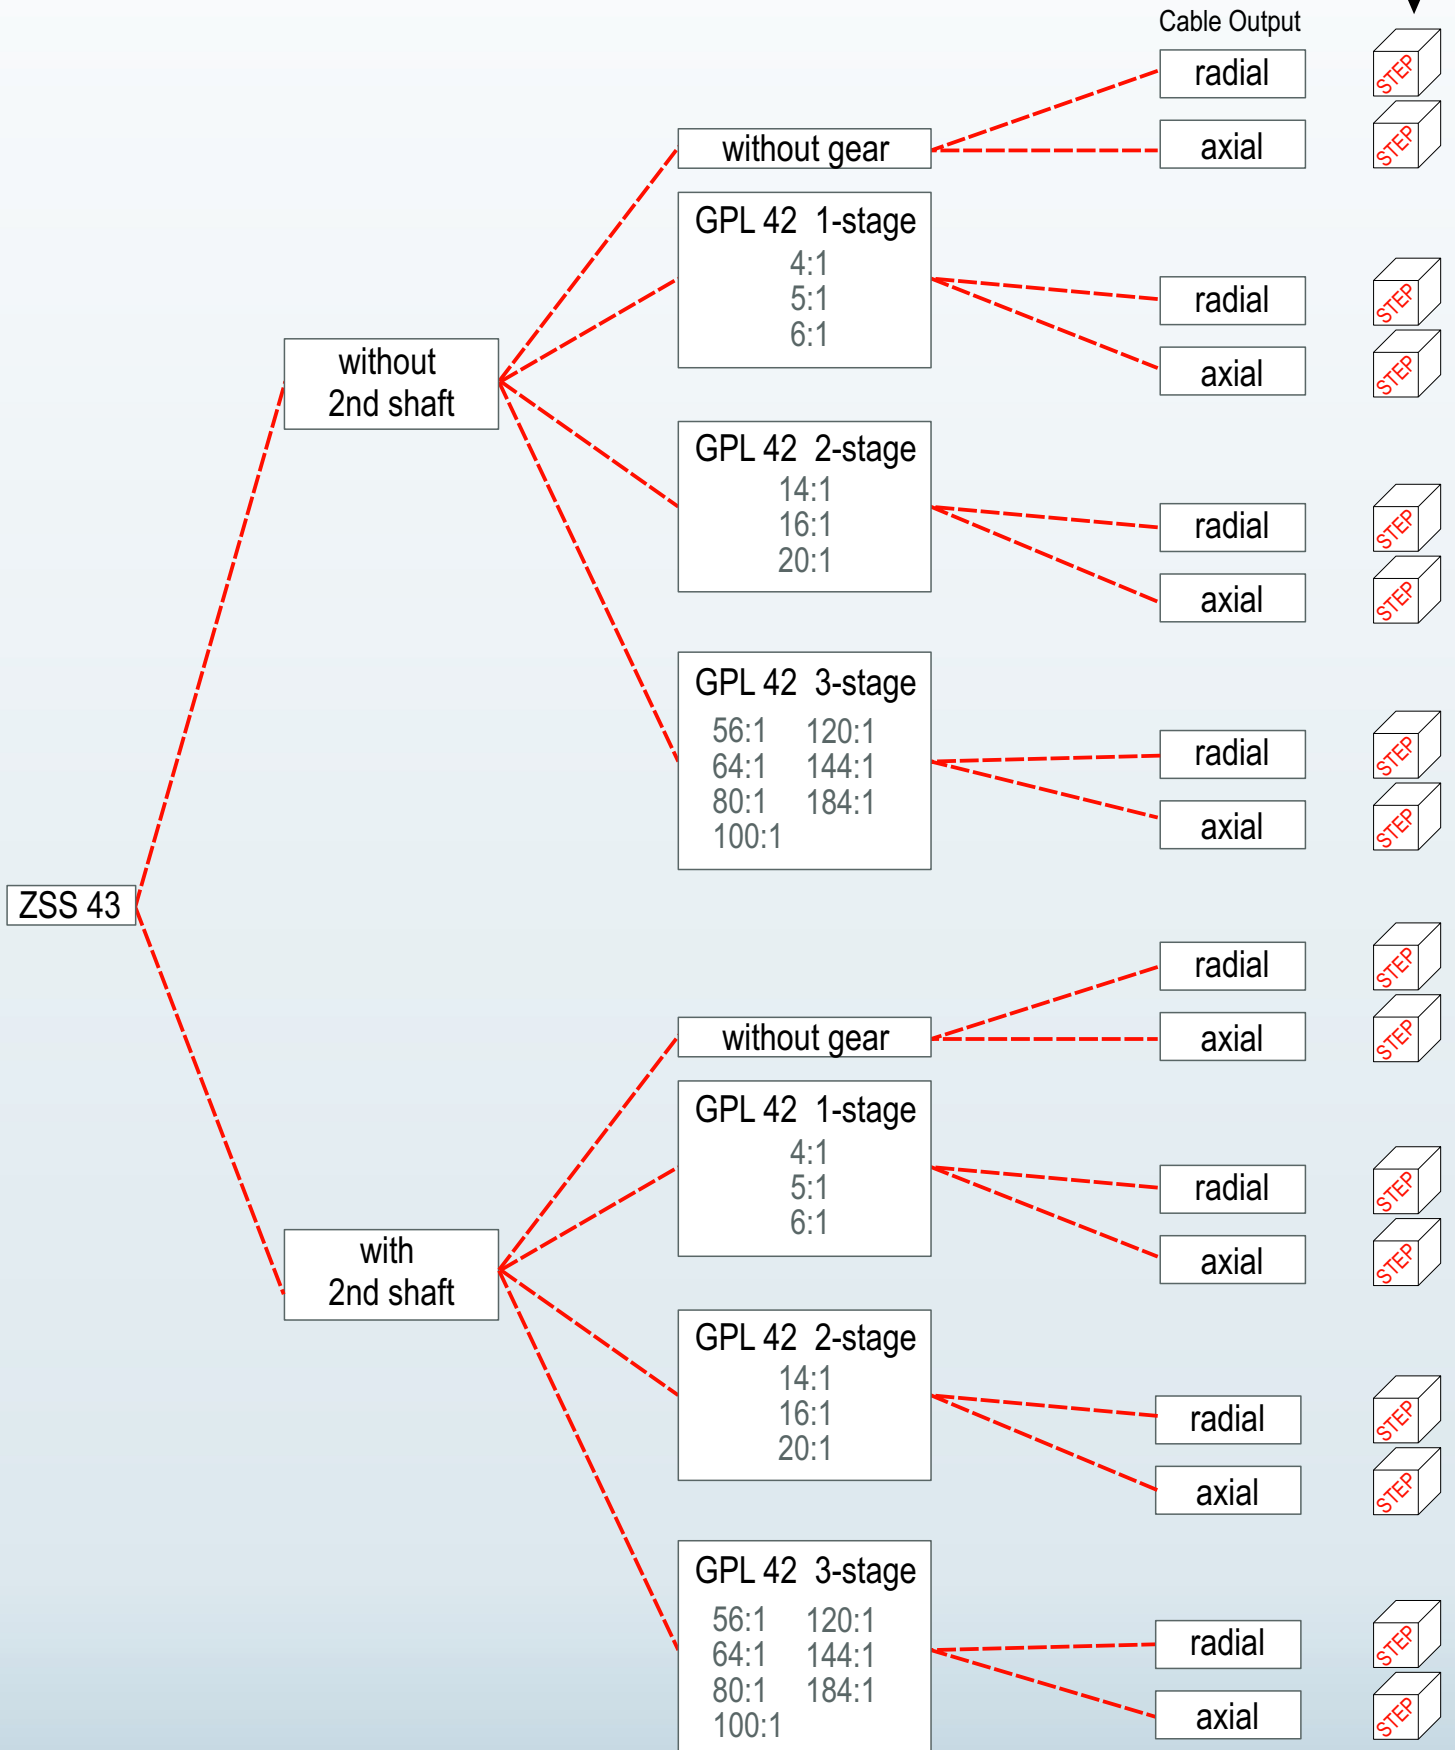 Cable Output
radial
STEP
without gear
axial
STEP
GPL 42 1-stage
4:1
5:1
6:1
radial
STEP
axial
STEP
without
2nd shaft
GPL 42 2-stage
14:1
16:1
20:1
radial
STEP
axial
STEP
GPL 42 3-stage
56:1 120:1
64:1 144:1
80:1 184:1
100:1
radial
STEP
axial
STEP
ZSS 43
radial
STEP
without gear
axial
STEP
GPL 42 1-stage
4:1
5:1
6:1
radial
STEP
axial
STEP
with
2nd shaft
GPL 42 2-stage
14:1
16:1
20:1
radial
STEP
axial
STEP
GPL 42 3-stage
56:1 120:1
64:1 144:1
80:1 184:1
100:1
radial
STEP
axial
STEP